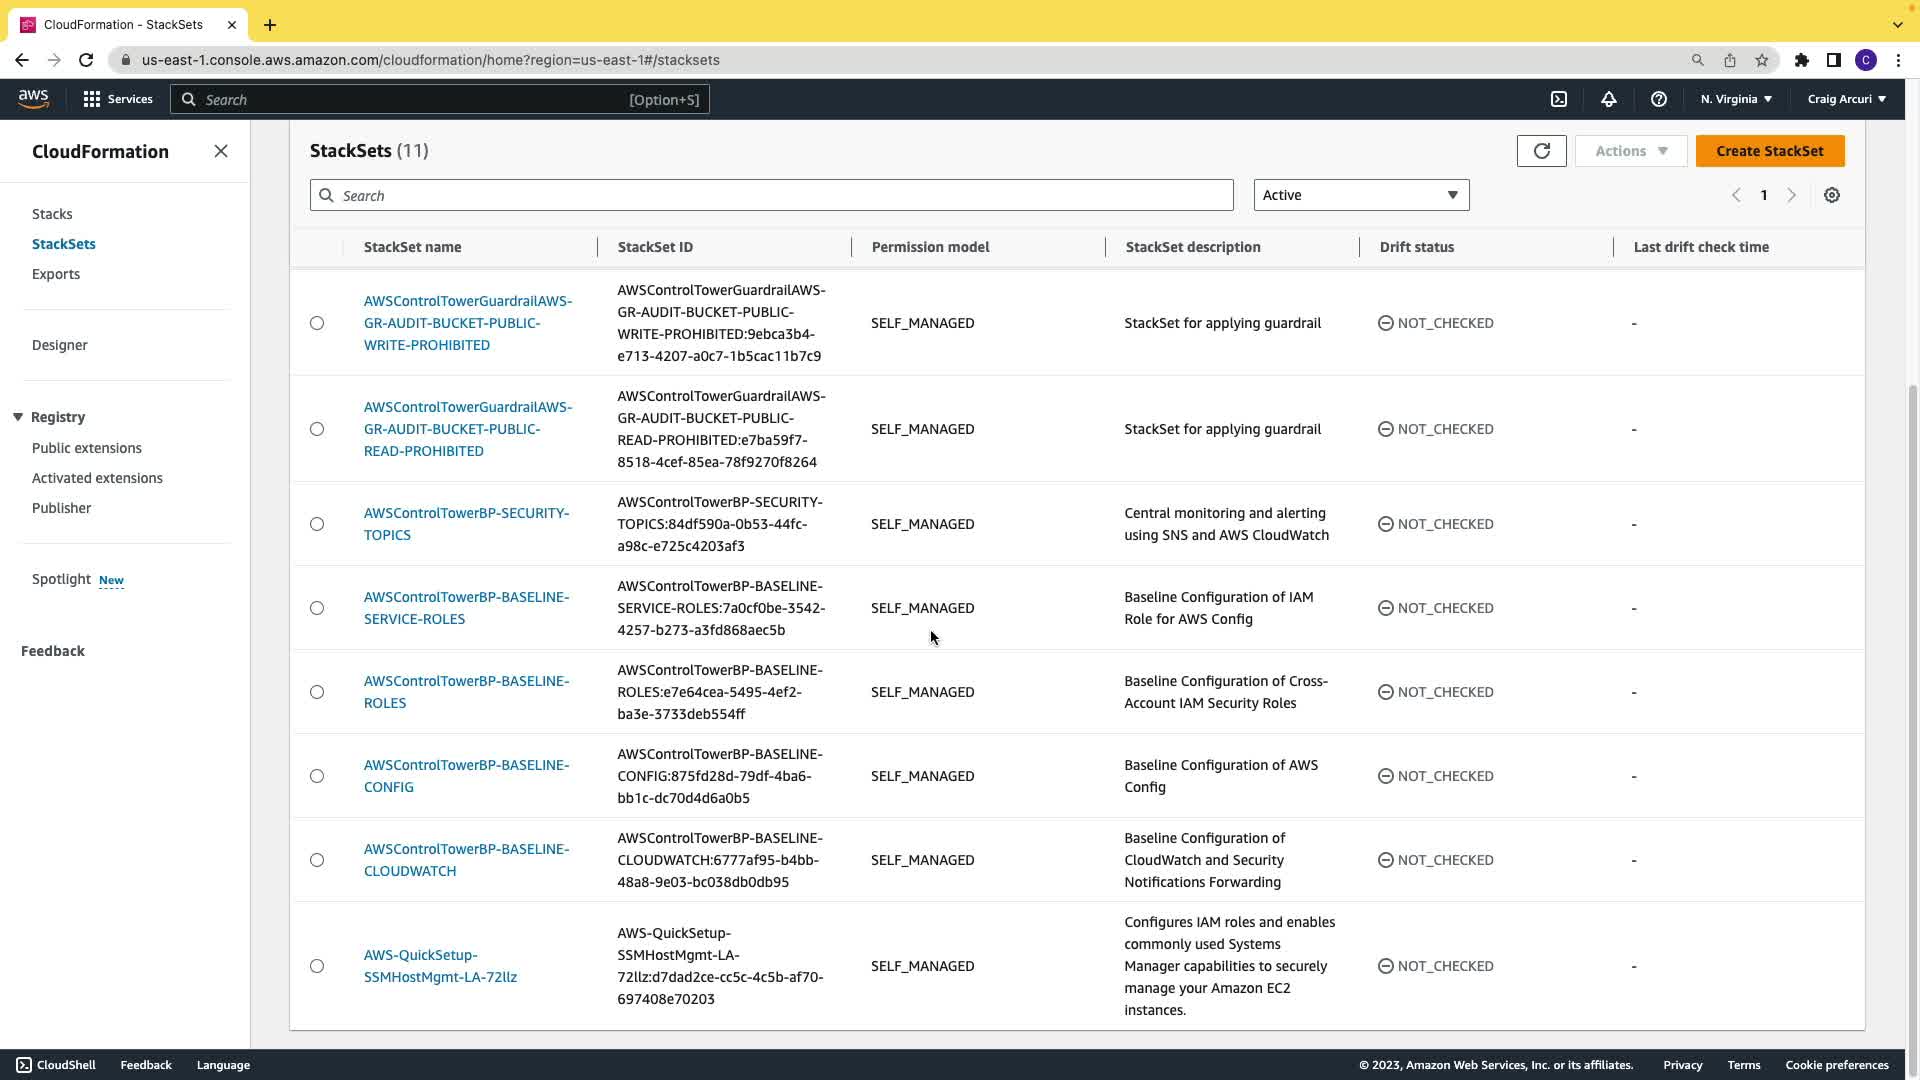 CloudFormation - StackSets
us-east-1.console.aws.amazon.com/cloudformation/home?region=us-east-1#/stacksets
C
aws
Services
Search
[Option+S]
N. Virginia
Craig Arcuri
CloudFormation
Stacks
StackSets
Exports
Designer
Registry
Public extensions
Activated extensions
Publisher
Spotlight New
Feedback
StackSets (11)
Actions
Create StackSet
Search
Active
1
StackSet name
StackSet ID
Permission model
StackSet description
Drift status
Last drift check time
AWSControlTowerGuardrailAWS-
GR-AUDIT-BUCKET-PUBLIC-
WRITE-PROHIBITED
AWSControlTowerGuardrailAWS-
GR-AUDIT-BUCKET-PUBLIC-
WRITE-PROHIBITED:9ebca3b4-
e713-4207-a0c7-1b5cac11b7c9
SELF_MANAGED
StackSet for applying guardrail
NOT_CHECKED
-
AWSControlTowerGuardrailAWS-
GR-AUDIT-BUCKET-PUBLIC-
READ-PROHIBITED
AWSControlTowerGuardrailAWS-
GR-AUDIT-BUCKET-PUBLIC-
READ-PROHIBITED:e7ba59f7-
8518-4cef-85ea-78f9270f8264
SELF_MANAGED
StackSet for applying guardrail
NOT_CHECKED
-
AWSControlTowerBP-SECURITY-
TOPICS
AWSControlTowerBP-SECURITY-
TOPICS:84df590a-0b53-44fc-
a98c-e725c4203af3
SELF_MANAGED
Central monitoring and alerting
using SNS and AWS CloudWatch
NOT_CHECKED
-
AWSControlTowerBP-BASELINE-
SERVICE-ROLES
AWSControlTowerBP-BASELINE-
SERVICE-ROLES:7a0cf0be-3542-
4257-b273-a3fd868aec5b
SELF_MANAGED
Baseline Configuration of IAM
Role for AWS Config
NOT_CHECKED
-
AWSControlTowerBP-BASELINE-
ROLES
AWSControlTowerBP-BASELINE-
ROLES:e7e64cea-5495-4ef2-
ba3e-3733deb554ff
SELF_MANAGED
Baseline Configuration of Cross-
Account IAM Security Roles
NOT_CHECKED
-
AWSControlTowerBP-BASELINE-
CONFIG
AWSControlTowerBP-BASELINE-
CONFIG:875fd28d-79df-4ba6-
bb1c-dc70d4d6a0b5
SELF_MANAGED
Baseline Configuration of AWS
Config
NOT_CHECKED
-
AWSControlTowerBP-BASELINE-
CLOUDWATCH
AWSControlTowerBP-BASELINE-
CLOUDWATCH:6777af95-b4bb-
48a8-9e03-bc038db0db95
SELF_MANAGED
Baseline Configuration of
CloudWatch and Security
Notifications Forwarding
NOT_CHECKED
-
AWS-QuickSetup-
SSMHostMgmt-LA-72llz
AWS-QuickSetup-
SSMHostMgmt-LA-
72llz:d7dad2ce-cc5c-4c5b-af70-
697408e70203
SELF_MANAGED
Configures IAM roles and enables
commonly used Systems
Manager capabilities to securely
manage your Amazon EC2
instances.
NOT_CHECKED
-
CloudShell
Feedback
Language
© 2023, Amazon Web Services, Inc. or its affiliates.
Privacy
Terms
Cookie preferences